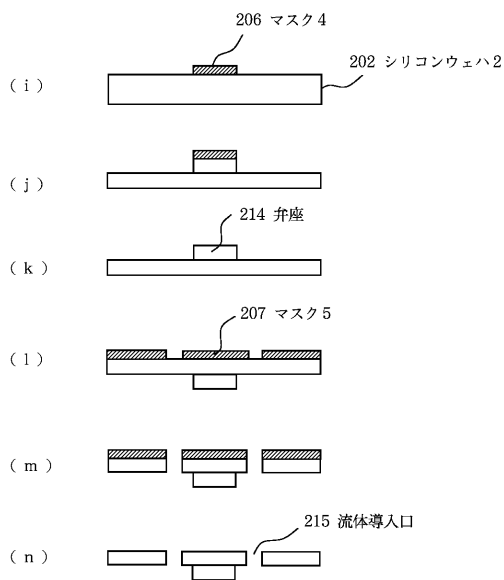 206 マスク4
(i)
202 シリコンウェハ2
(j)
214 弁座
(k)
207 マスク5
(l)
(m)
215 流体導入口
(n)